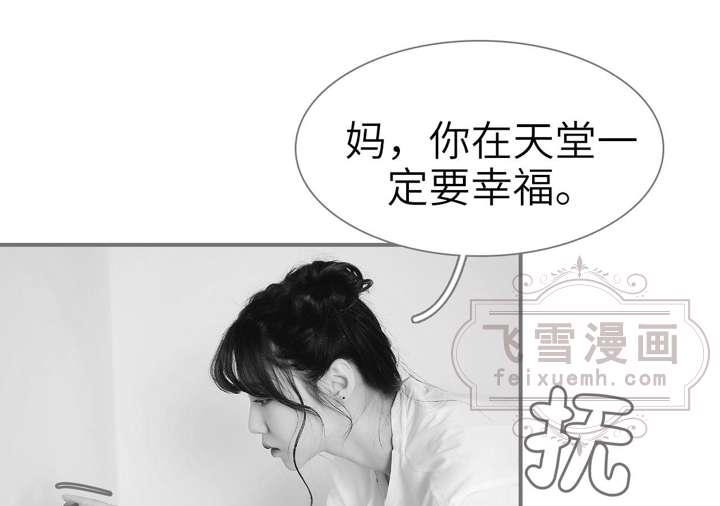 妈，你在天堂一
定要幸福。
飞雪漫画
feixuemh.com
抚